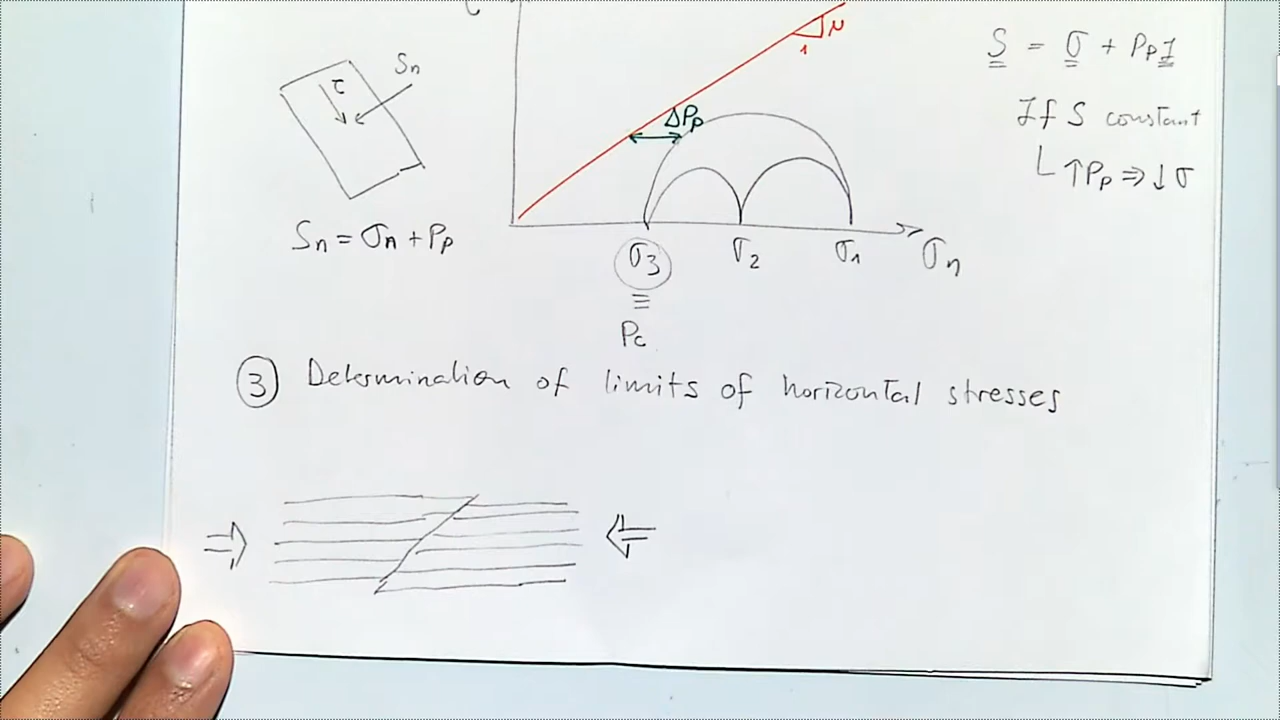 τ
Sn
τ
Sn = σn + Pp
μ
1
ΔPp
σ3
σ2
σ1
σn
≡
Pc
S = σ + Pp I
If S constant
↑Pp ⇒ ↓σ
③ Determination of limits of horizontal stresses